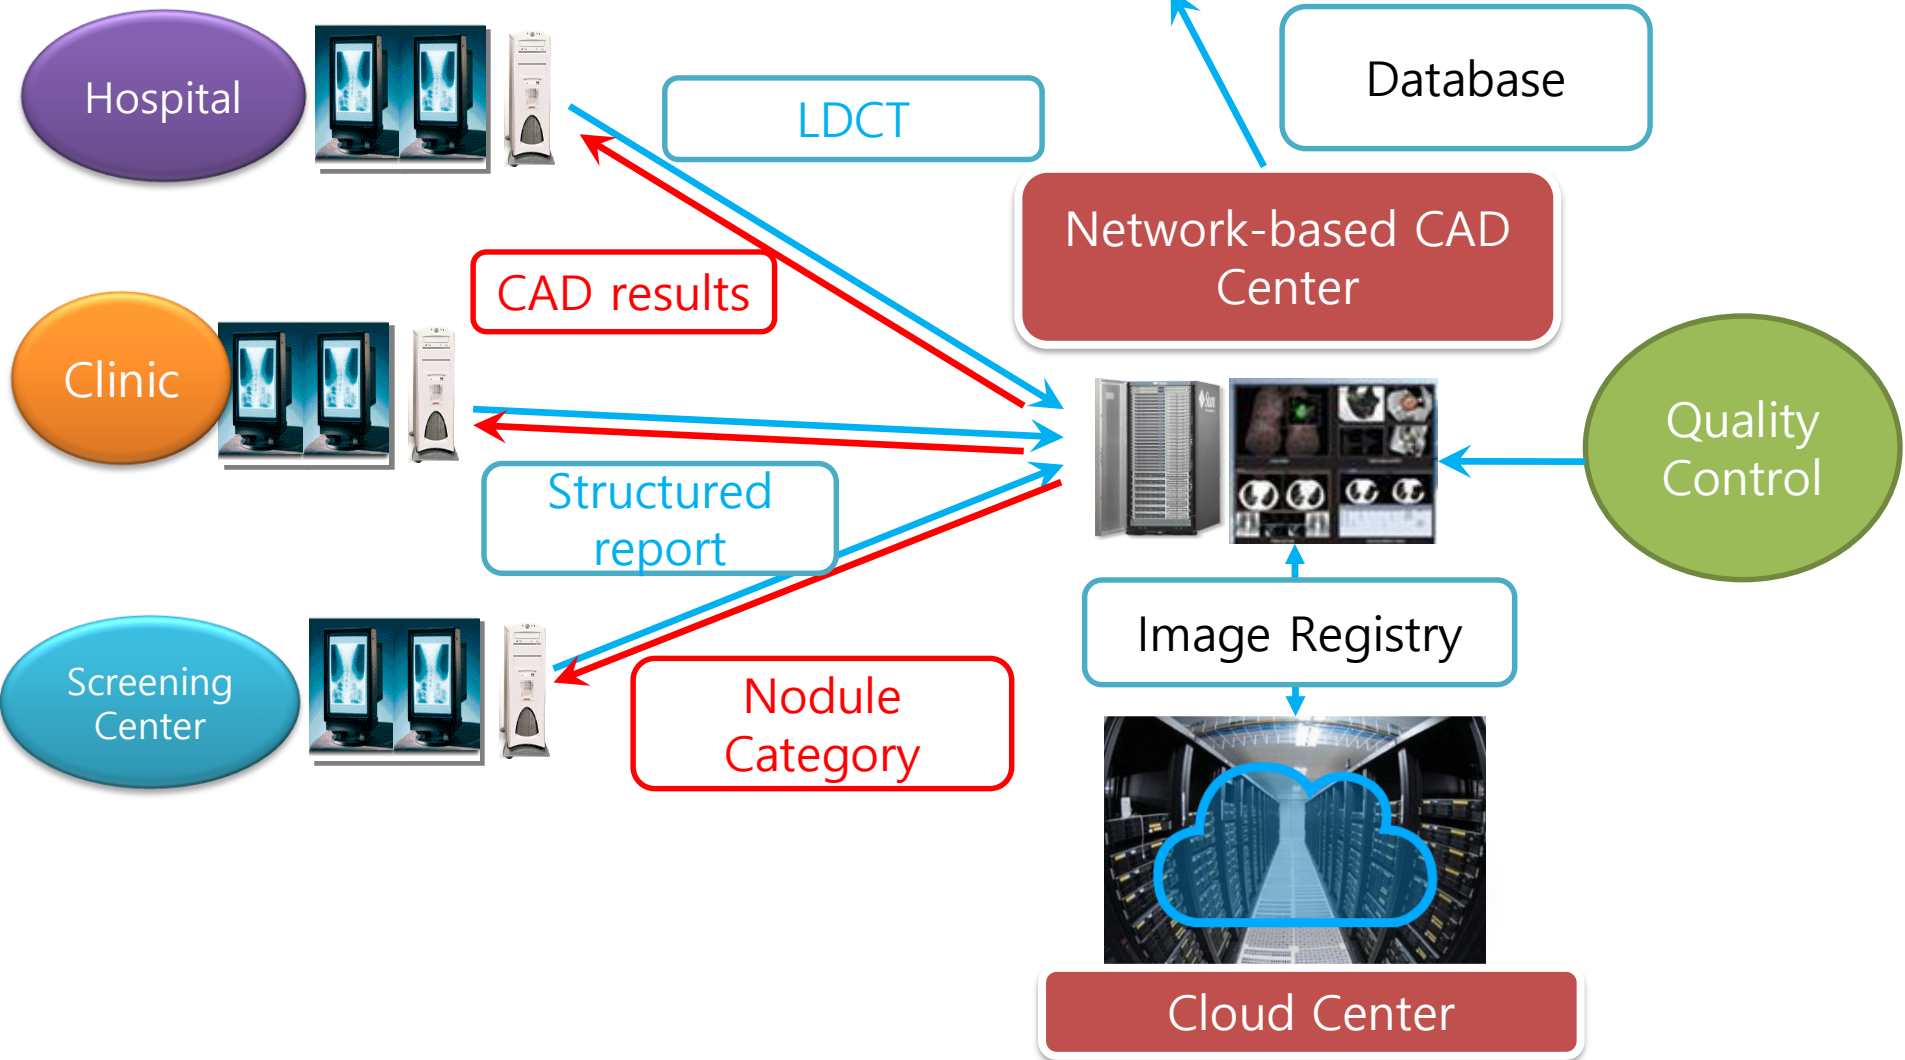 Hospital
LDCT
Database
Network-based CAD
Center
CAD results
Clinic
Quality
Control
Sun
Structured
report
Image Registry
Screening
Center
Nodule
Category
Cloud Center